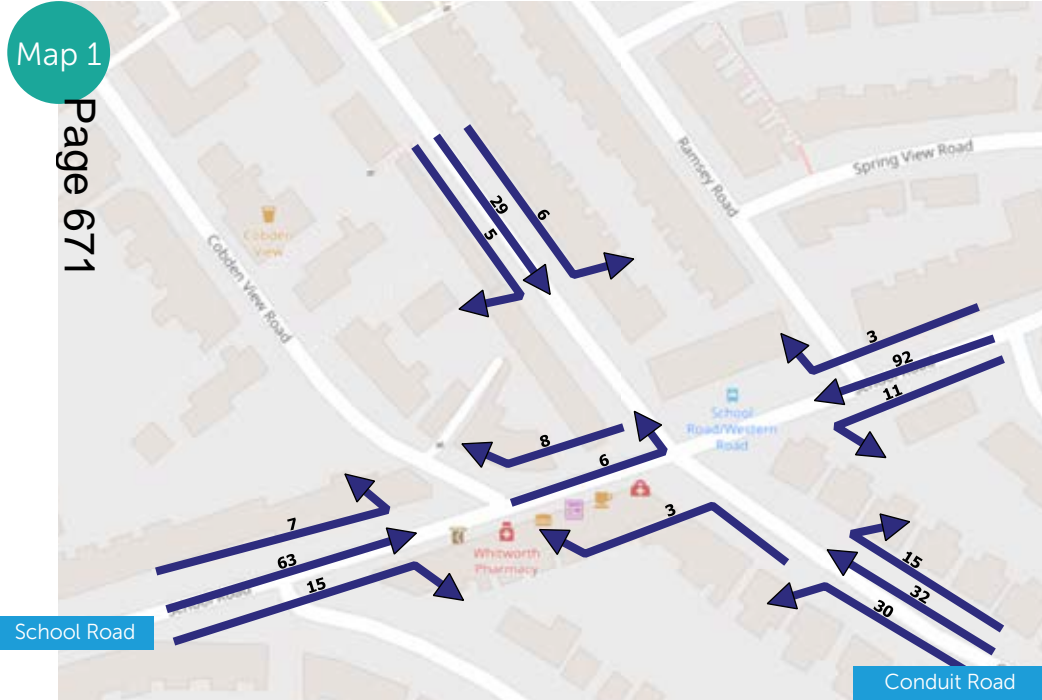 Map 1
Page 671
Ramsey Road
Spring View Road
Cobden
View
Cobden View Road
29
6
5
3
92
11
School
Road/Western
Road
8
6
3
7
63
15
Whitworth
Pharmacy
15
32
30
School Road
School Road
Conduit Road